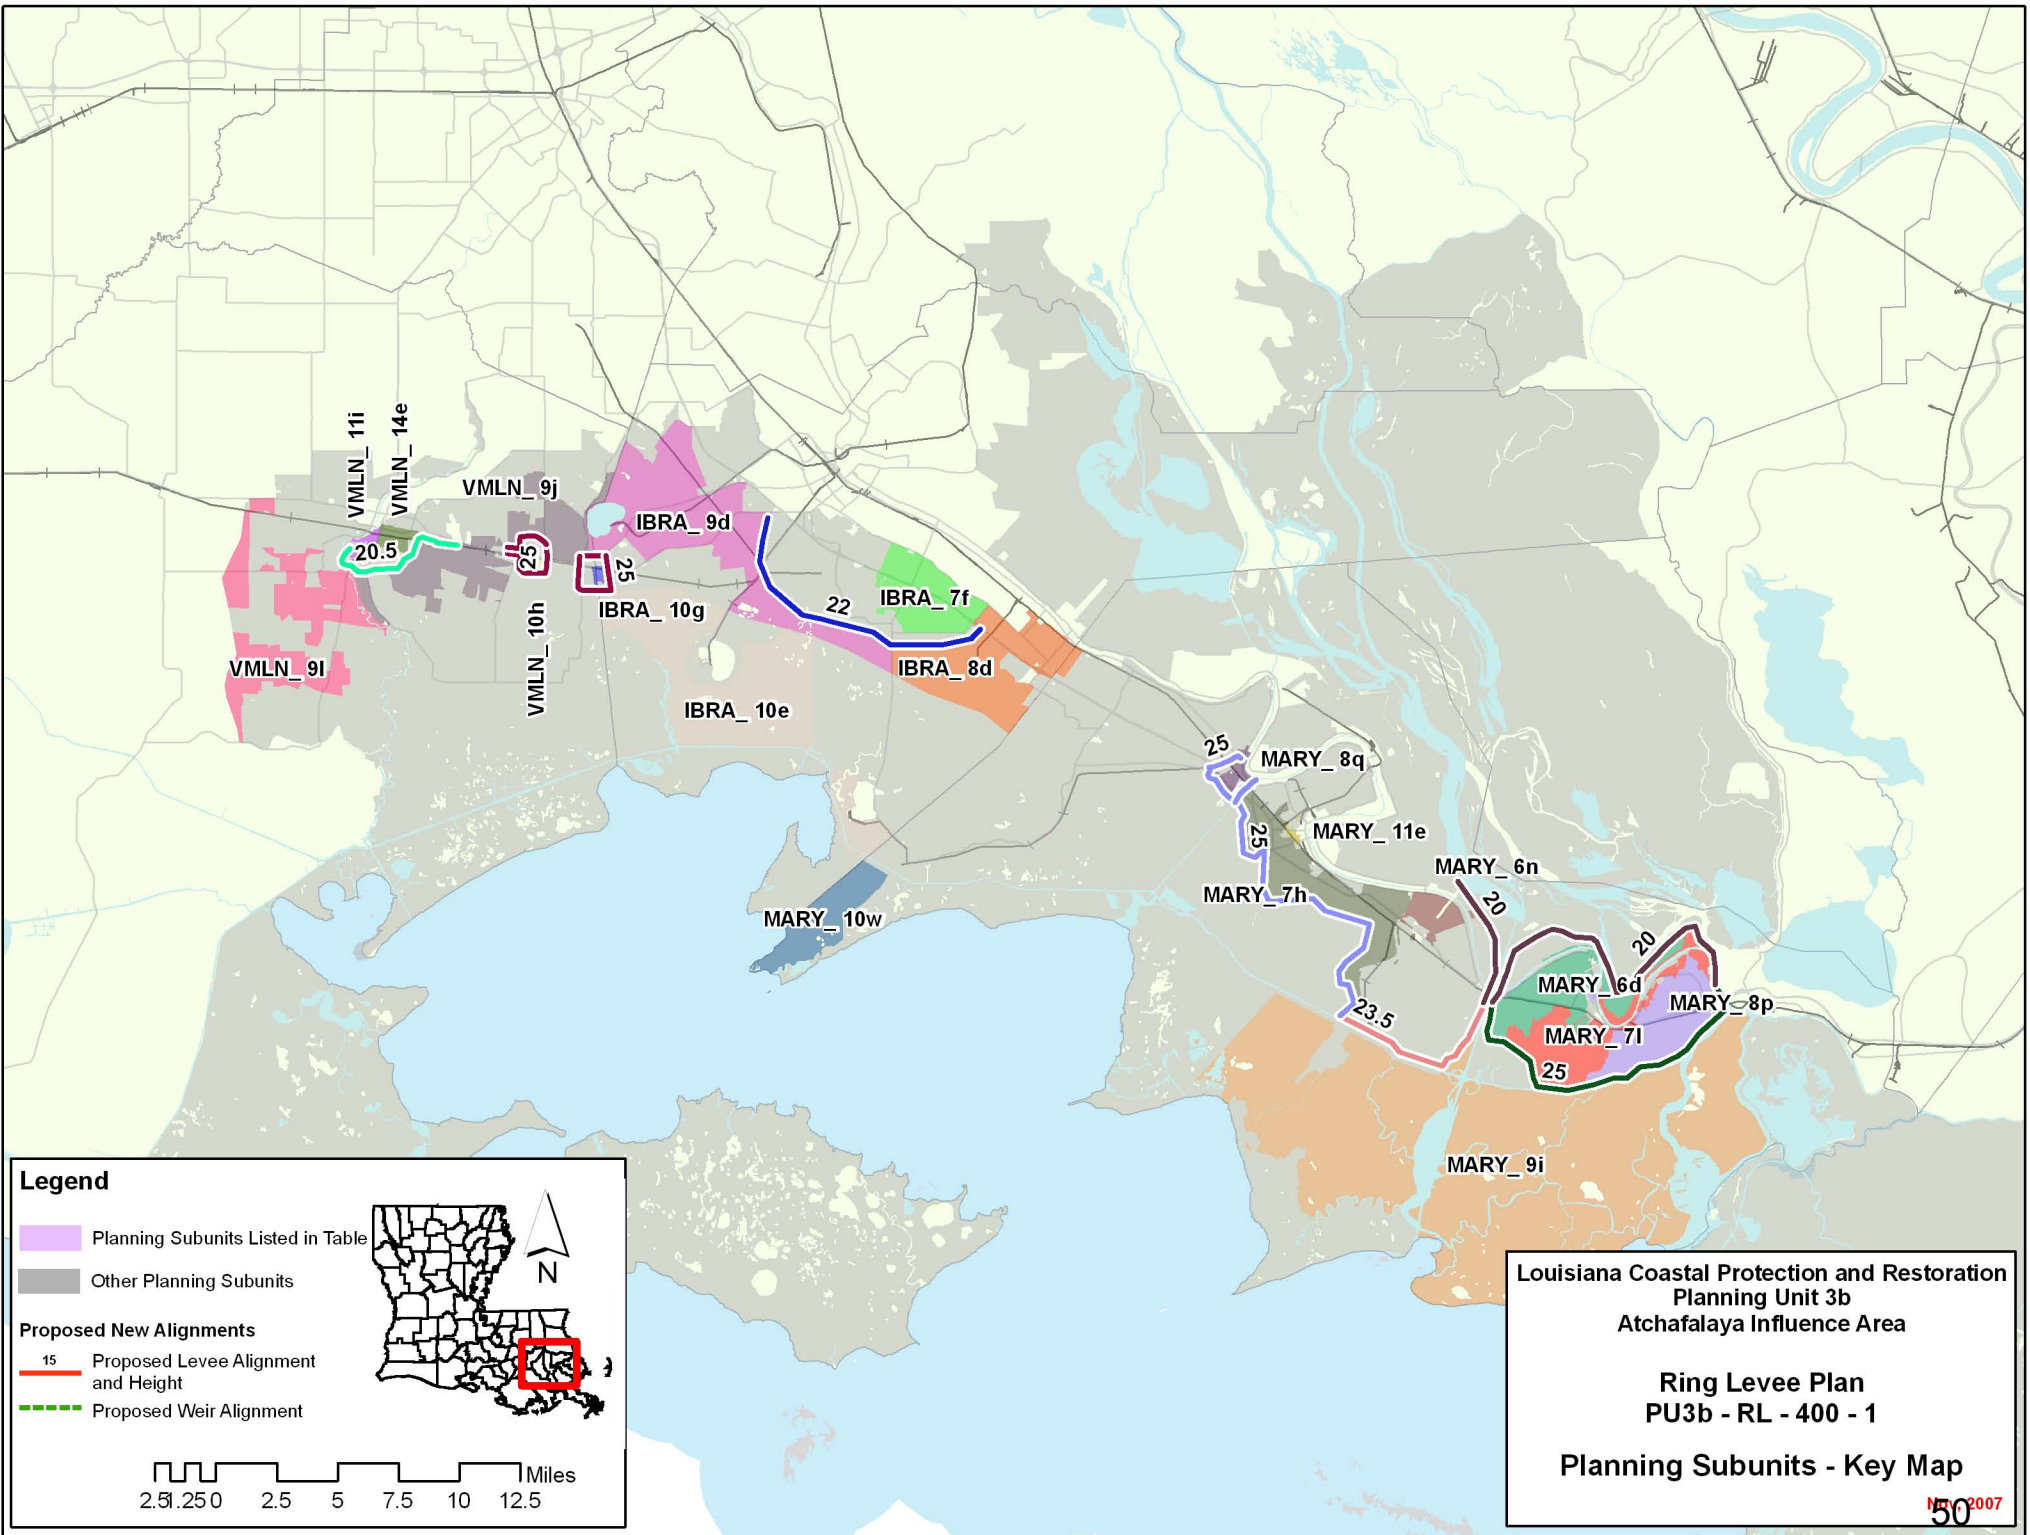 VMLN_ 11i
VMLN_ 14e
VMLN_ 9j
20.5
25
25
VMLN_ 10h
VMLN_ 9l
IBRA_ 9d
IBRA_ 10g
22
IBRA_ 7f
IBRA_ 8d
IBRA_ 10e
25
MARY_ 8q
25
MARY_ 11e
MARY_ 6n
MARY_ 7h
20
MARY_ 10w
20
MARY_ 6d
MARY_ 8p
23.5
MARY_ 7l
25
MARY_ 9i
Legend
Planning Subunits Listed in Table
Other Planning Subunits
Proposed New Alignments
15 Proposed Levee Alignment
and Height
Proposed Weir Alignment
N
Miles
2.5 1.25 0 2.5 5 7.5 10 12.5
Louisiana Coastal Protection and Restoration
Planning Unit 3b
Atchafalaya Influence Area
Ring Levee Plan
PU3b - RL - 400 - 1
Planning Subunits - Key Map
Nov, 2007
50